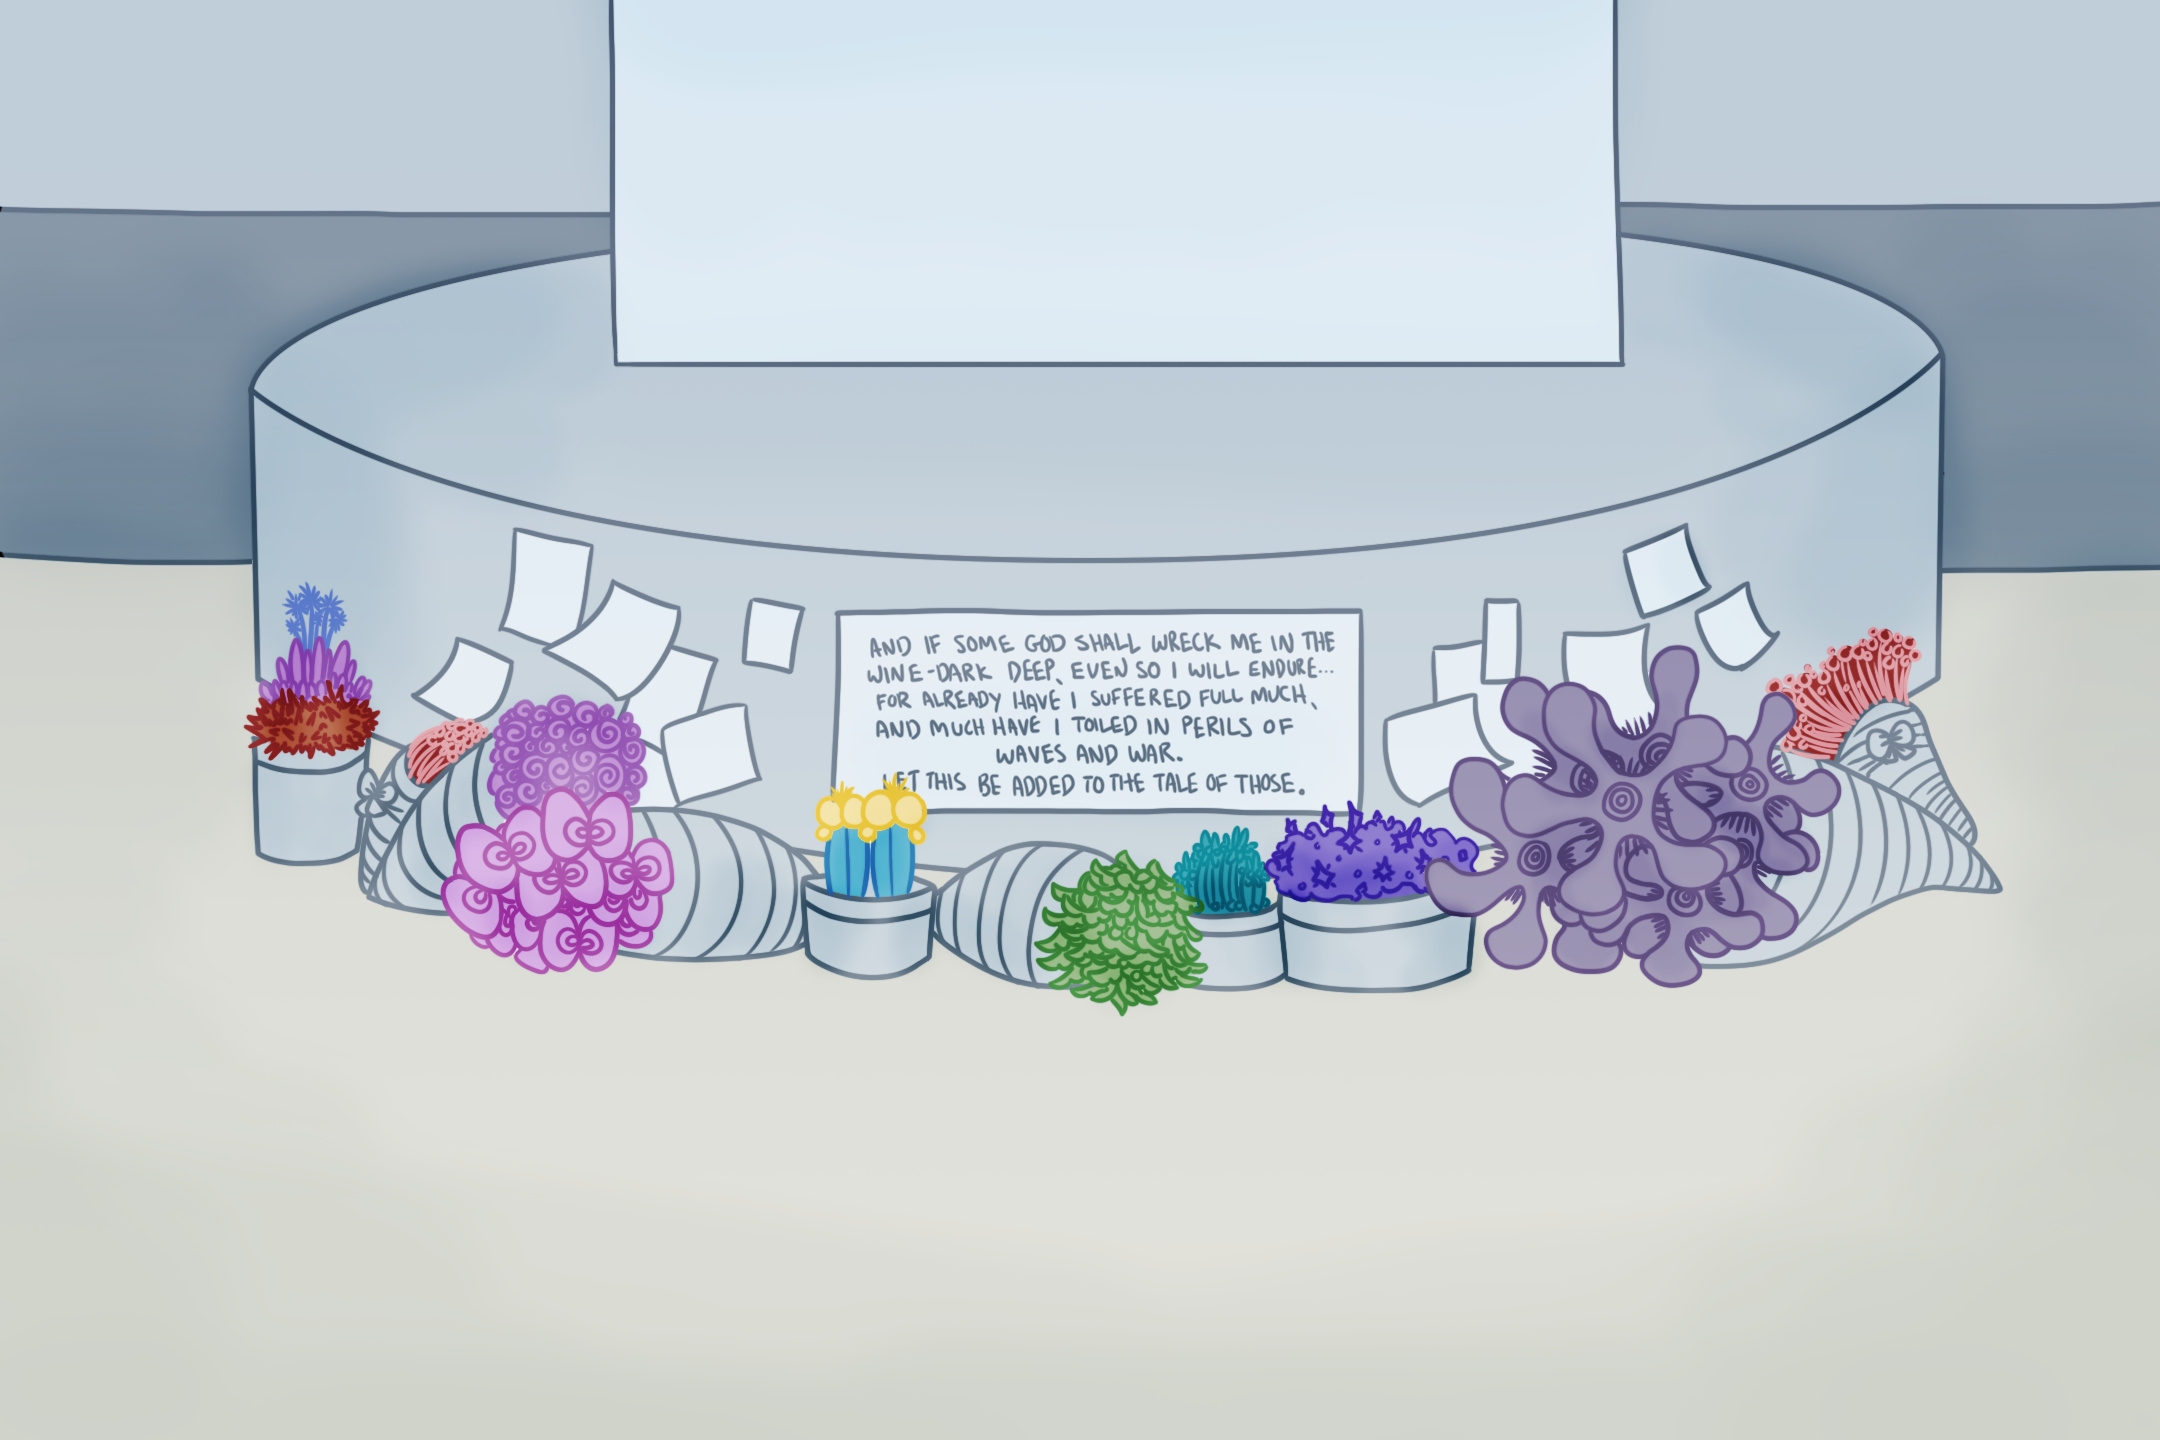 AND IF SOME GOD SHALL WRECK ME IN THE
WINE-DARK DEEP, EVEN SO I WILL ENDURE...
FOR ALREADY HAVE I SUFFERED FULL MUCH,
AND MUCH HAVE I TOILED IN PERILS OF
WAVES AND WAR.
LET THIS BE ADDED TO THE TALE OF THOSE.